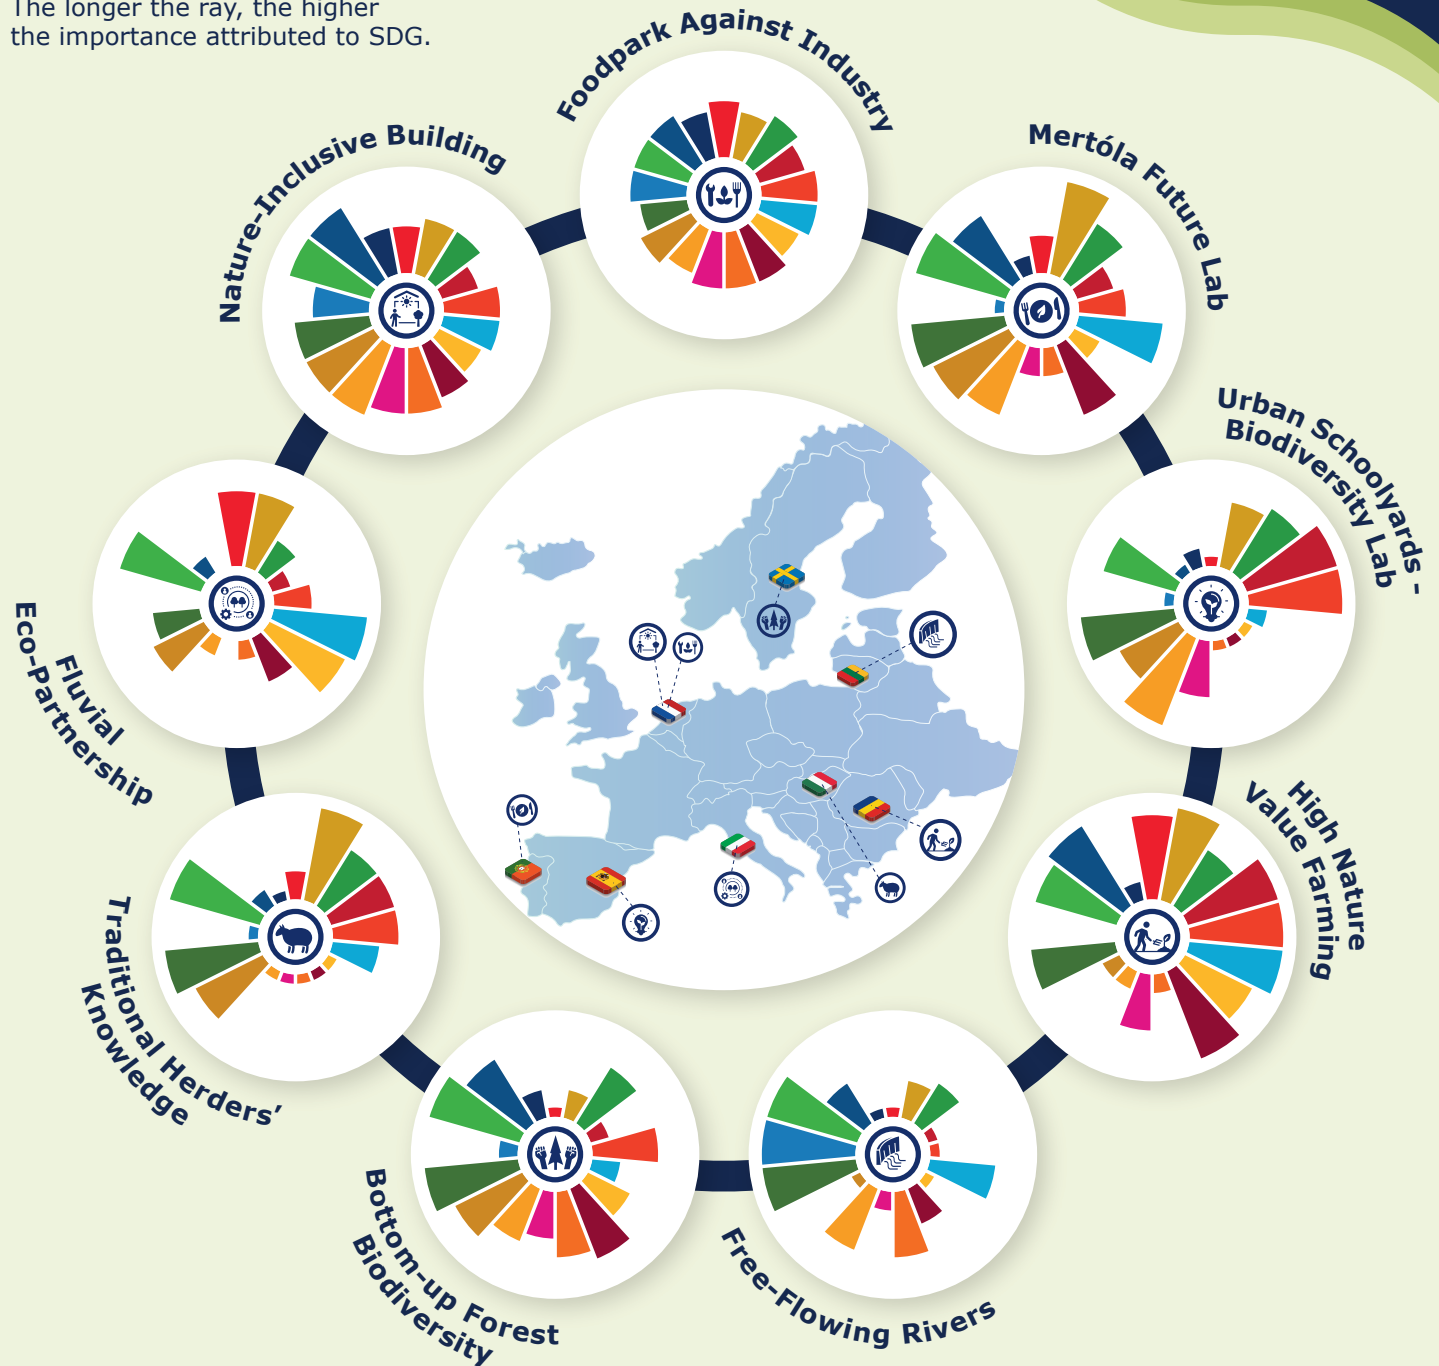 The longer the ray, the higher
the importance attributed to SDG.
Foodpark Against Industry
Nature-Inclusive Building
Mertóla Future Lab
Urban Schoolyards -
Biodiversity Lab
Fluvial
Eco-Partnership
High Nature
Value Farming
Traditional Herders’
Knowledge
Bottom-up Forest
Biodiversity
Free-Flowing Rivers